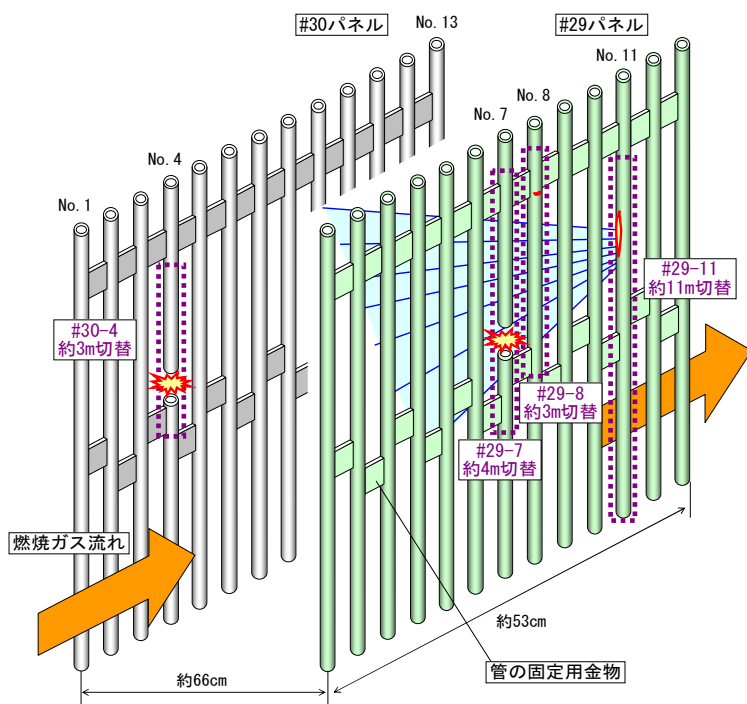 #30パネル
No. 13
#29パネル
No. 11
No. 8
No. 7
No. 4
No. 1
#30-4
約3m切替
#29-11
約11m切替
#29-8
約3m切替
#29-7
約4m切替
燃焼ガス流れ
約53cm
管の固定用金物
約66cm